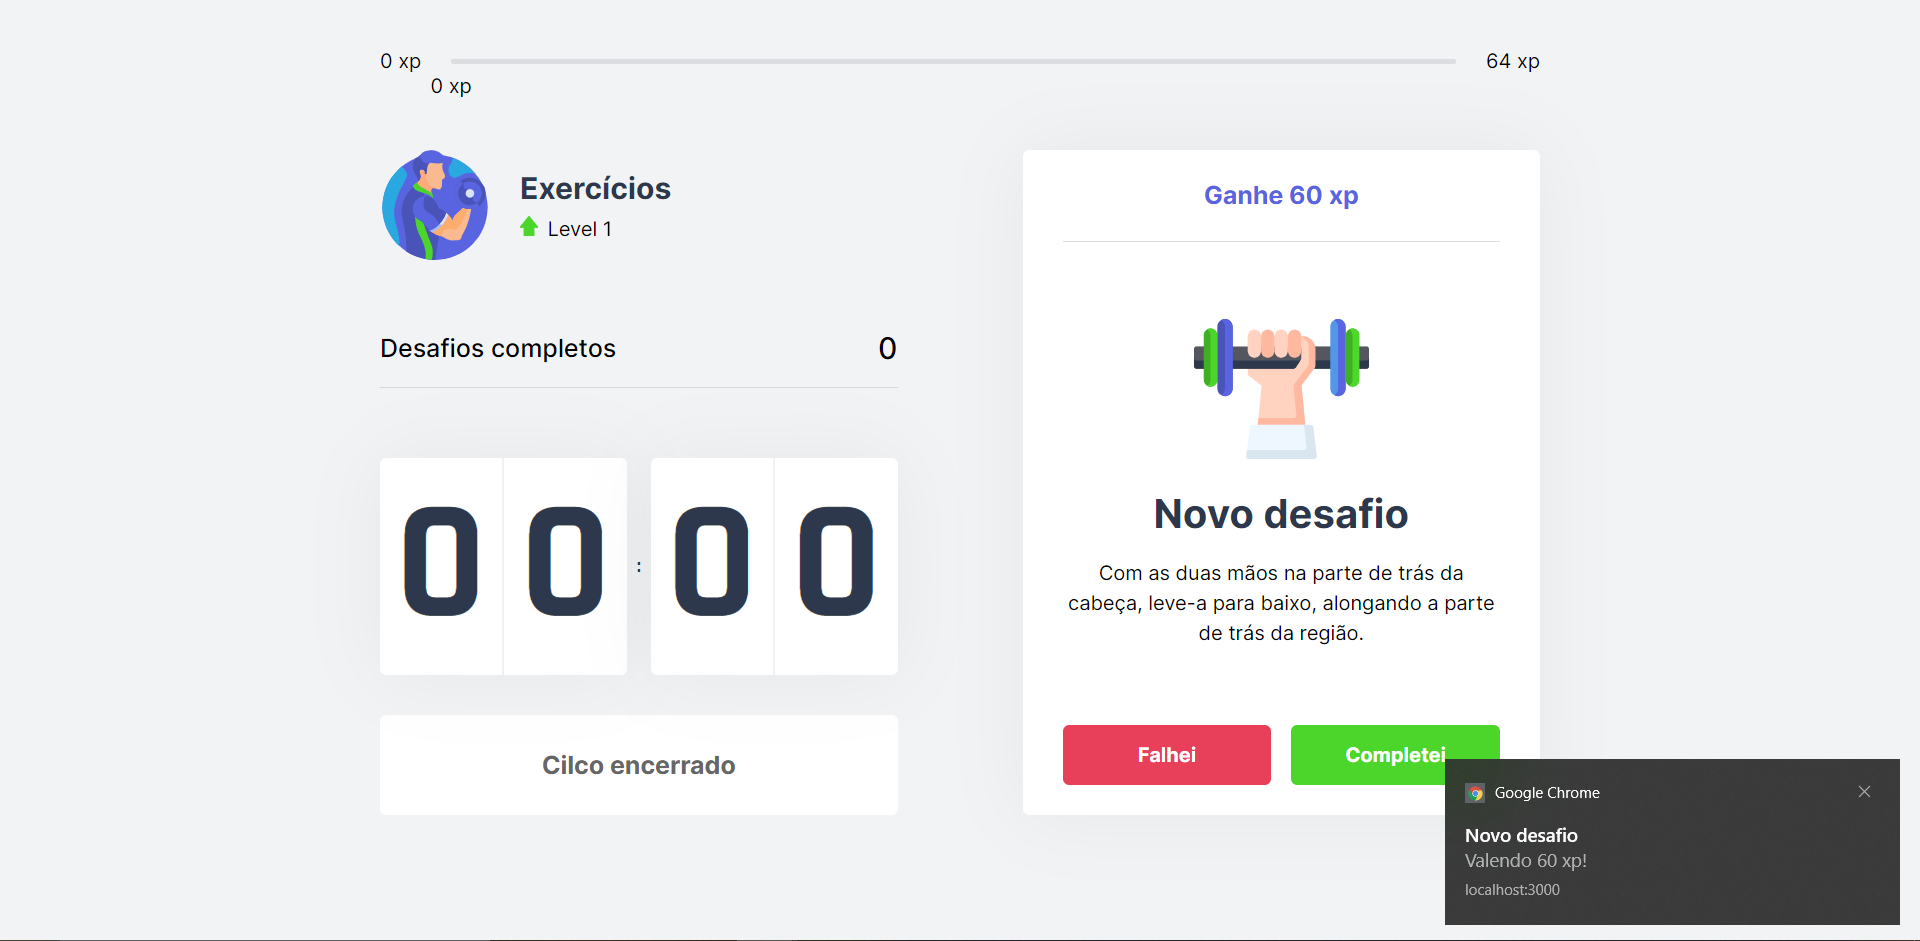 0 xp
64 xp
0 xp
Exercícios
Level 1
Desafios completos
0
0 0 : 0 0
Cilco encerrado
Ganhe 60 xp
Novo desafio
Com as duas mãos na parte de trás da
cabeça, leve-a para baixo, alongando a parte
de trás da região.
Falhei
Completei
Google Chrome
Novo desafio
Valendo 60 xp!
localhost:3000